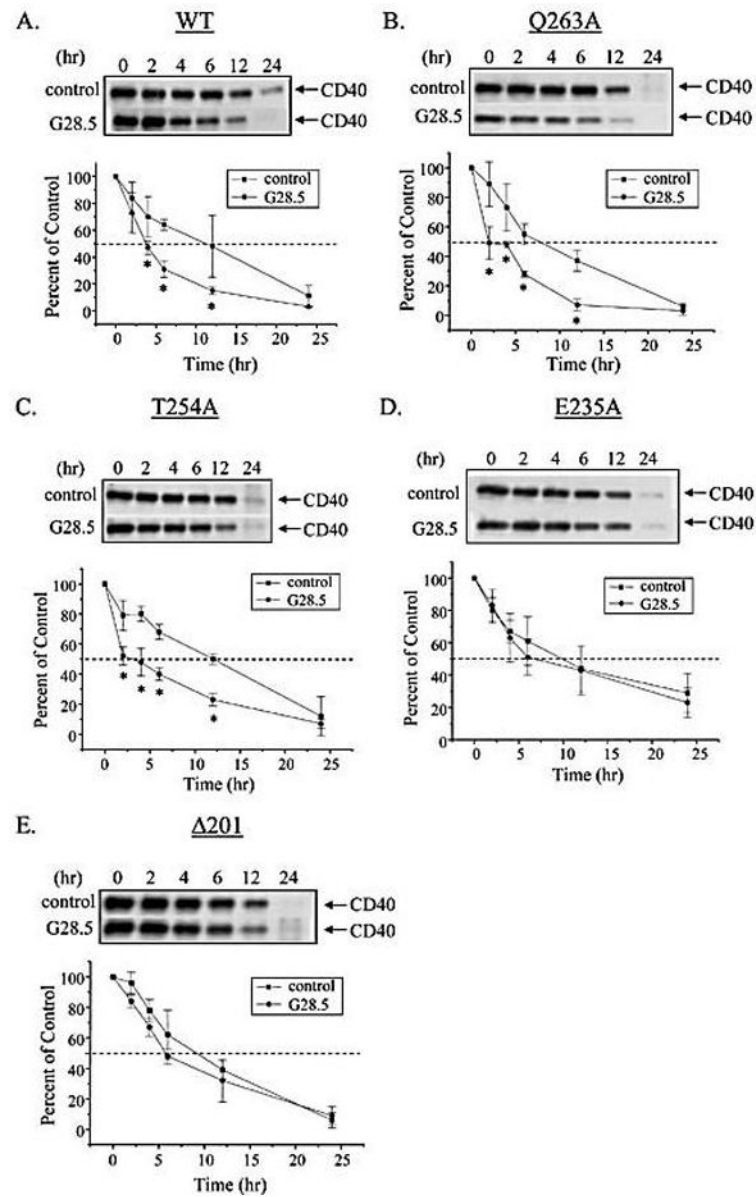 A.
WT
(hr) 0 2 4 6 12 24
control ←CD40
G28.5 ←CD40
control
G28.5
Percent of Control
100
80
60
40
20
0
* * *
0 5 10 15 20 25
Time (hr)
B.
Q263A
(hr) 0 2 4 6 12 24
control ←CD40
G28.5 ←CD40
control
G28.5
Percent of Control
100
80
60
40
20
0
* * * *
0 5 10 15 20 25
Time (hr)
C.
T254A
(hr) 0 2 4 6 12 24
control ←CD40
G28.5 ←CD40
control
G28.5
Percent of Control
100
80
60
40
20
0
* * * *
0 5 10 15 20 25
Time (hr)
D.
E235A
(hr) 0 2 4 6 12 24
control ←CD40
G28.5 ←CD40
control
G28.5
Percent of Control
100
80
60
40
20
0
0 5 10 15 20 25
Time (hr)
E.
Δ201
(hr) 0 2 4 6 12 24
control ←CD40
G28.5 ←CD40
control
G28.5
Percent of Control
100
80
60
40
20
0
0 5 10 15 20 25
Time (hr)